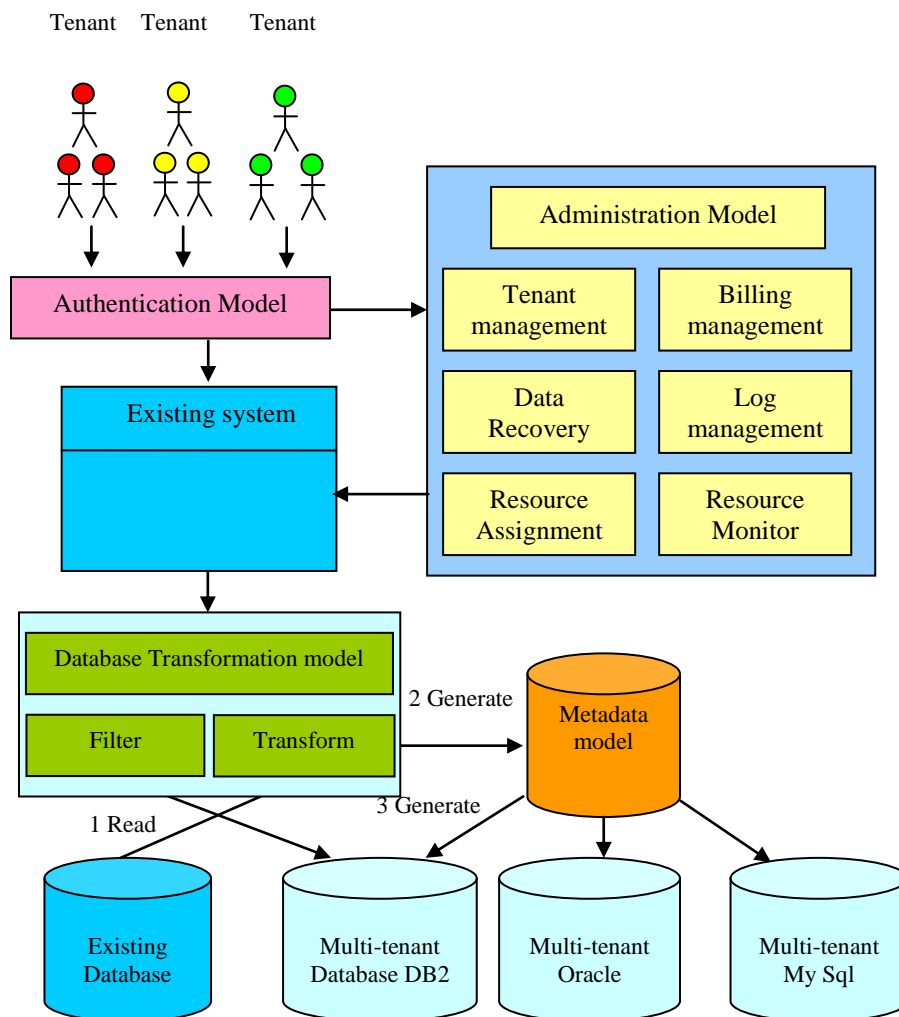 Tenant Tenant Tenant
Administration Model
Authentication Model
Tenant
management
Billing
management
Existing system
Data
Recovery
Log
management
Resource
Assignment
Resource
Monitor
Database Transformation model
Filter
Transform
2 Generate
Metadata
model
3 Generate
1 Read
Existing
Database
Multi-tenant
Database DB2
Multi-tenant
Oracle
Multi-tenant
My Sql